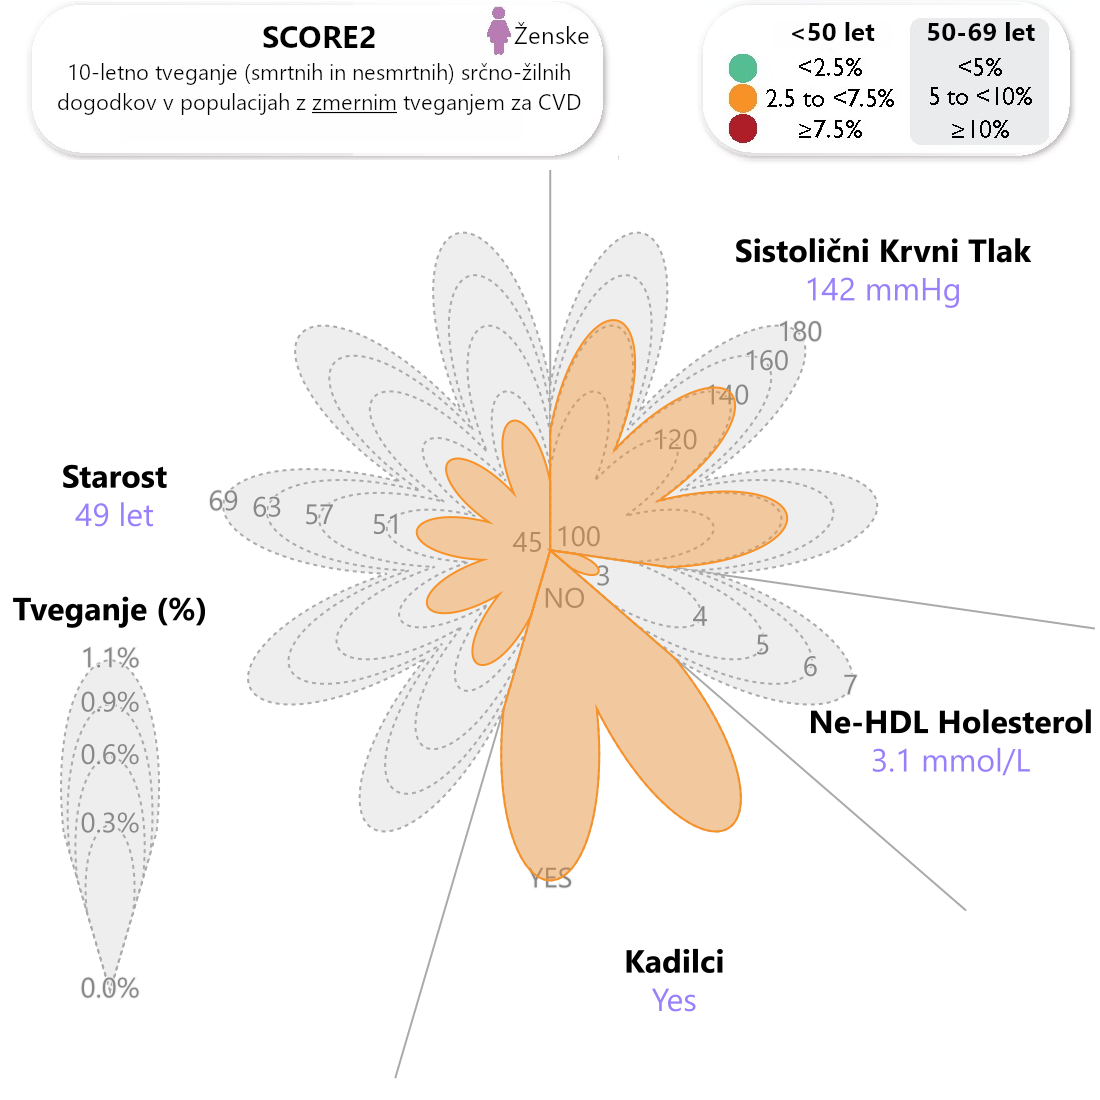 SCORE2
Ženske
10-letno tveganje (smrtnih in nesmrtnih) srčno-žilnih
dogodkov v populacijah z zmernim tveganjem za CVD
<50 let
50-69 let
<2.5%
<5%
2.5 to <7.5%
5 to <10%
≥7.5%
≥10%
Sistolični Krvni Tlak
142 mmHg
180
160
140
120
100
Starost
49 let
69
63
57
51
45
Tveganje (%)
1.1%
0.9%
0.6%
0.3%
0.0%
3
4
5
6
7
Ne-HDL Holesterol
3.1 mmol/L
NO
YES
Kadilci
Yes